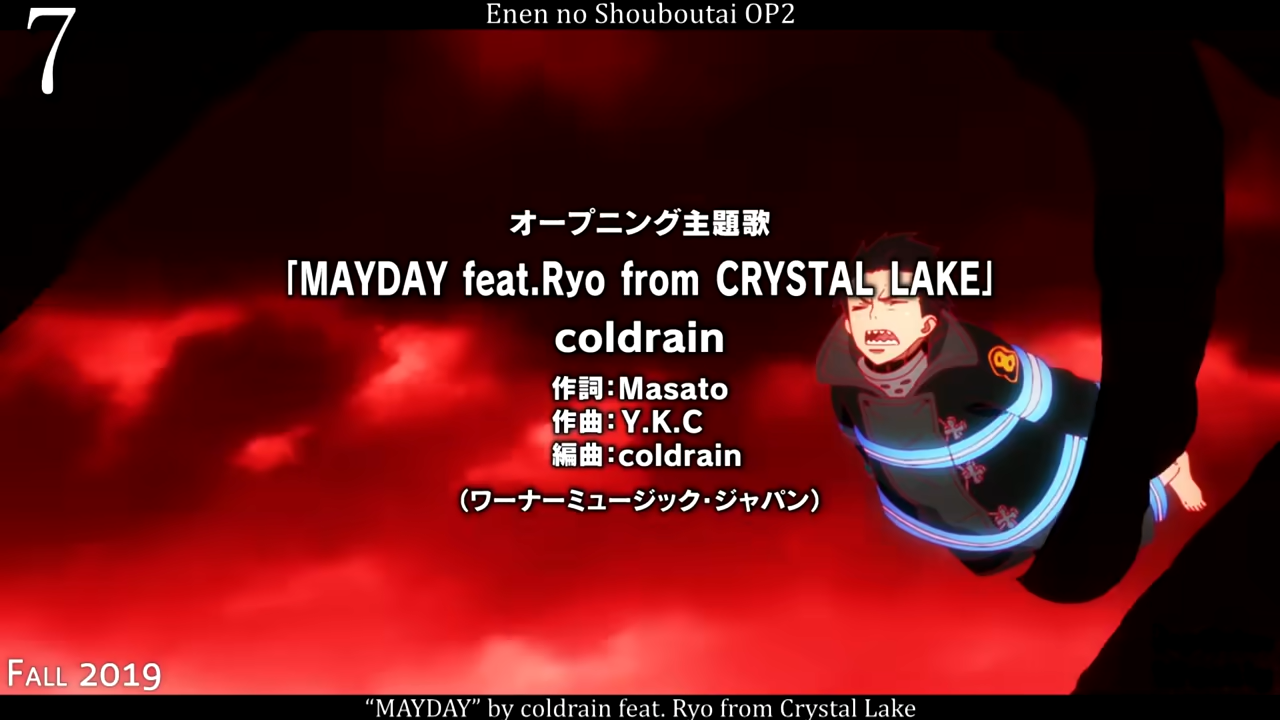 Enen no Shouboutai OP2
7
オープニング主題歌
「MAYDAY feat.Ryo from CRYSTAL LAKE」
coldrain
作詞:Masato
作曲:Y.K.C
編曲:coldrain
(ワーナーミュージック・ジャパン)
8
FALL 2019
“MAYDAY” by coldrain feat. Ryo from Crystal Lake